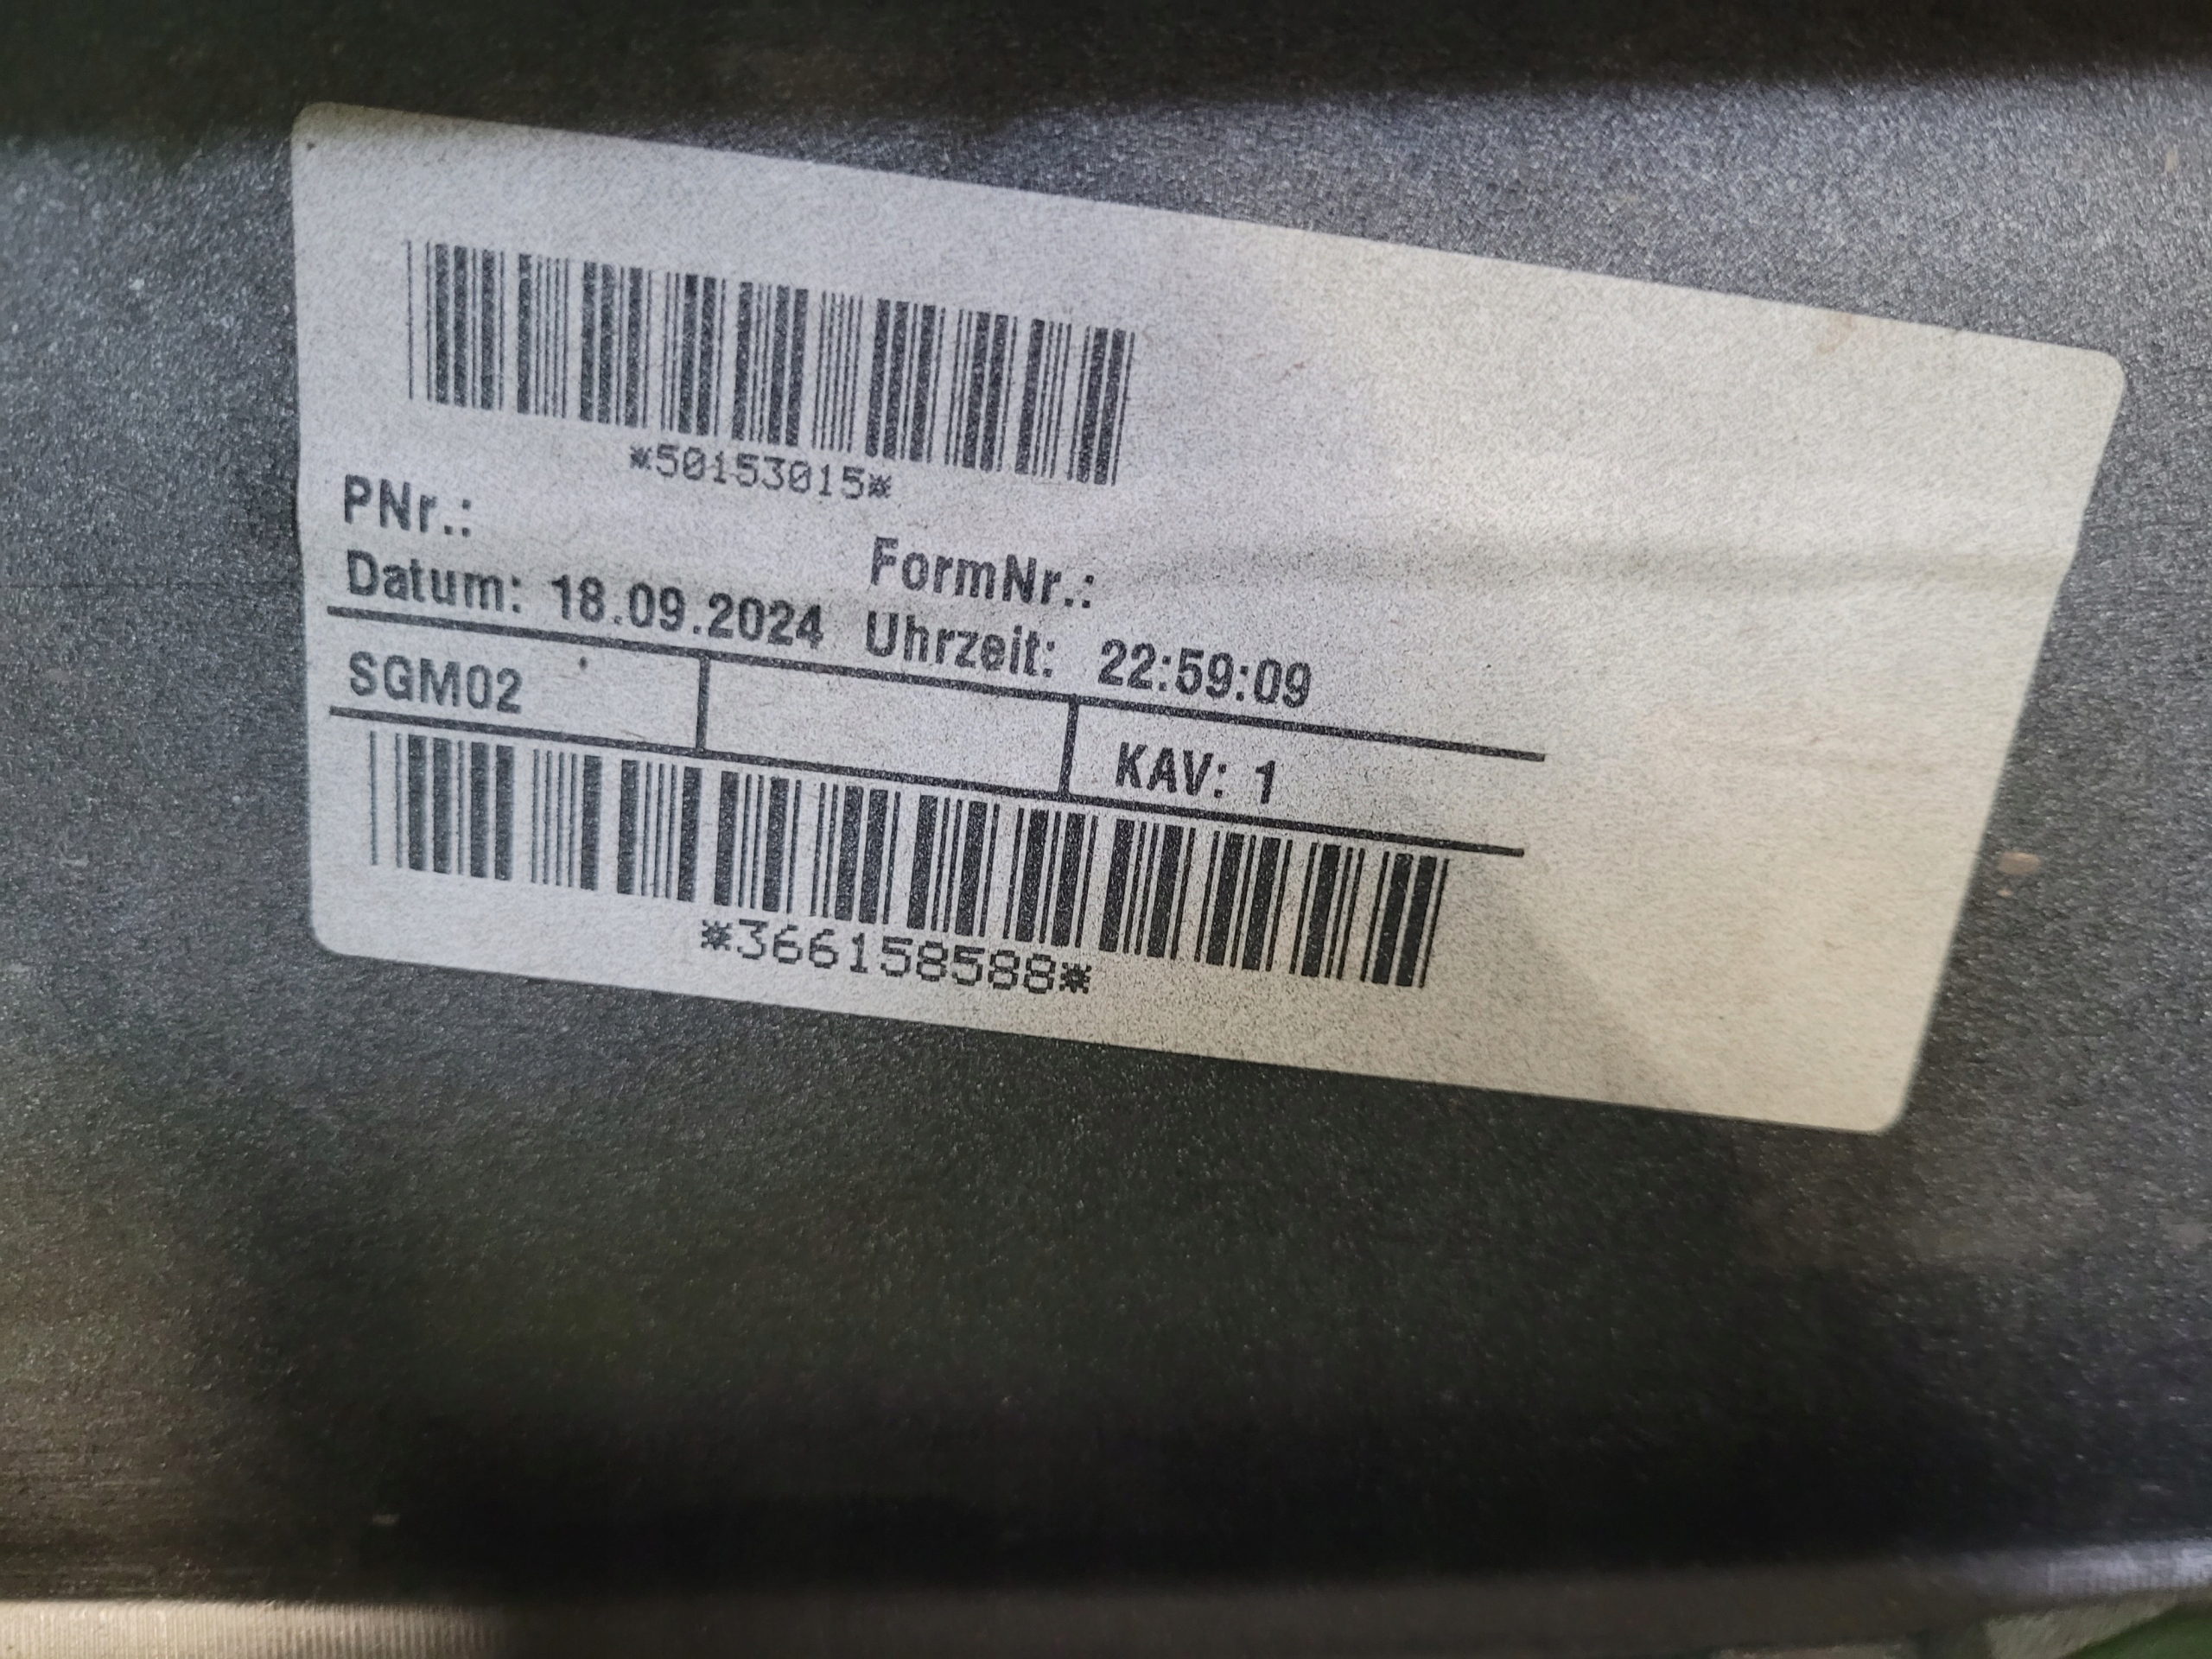 *50153015*
PNr.: FormNr.:
Datum: 18.09.2024 Uhrzeit: 22:59:09
SGM02 KAV: 1
*366158588*